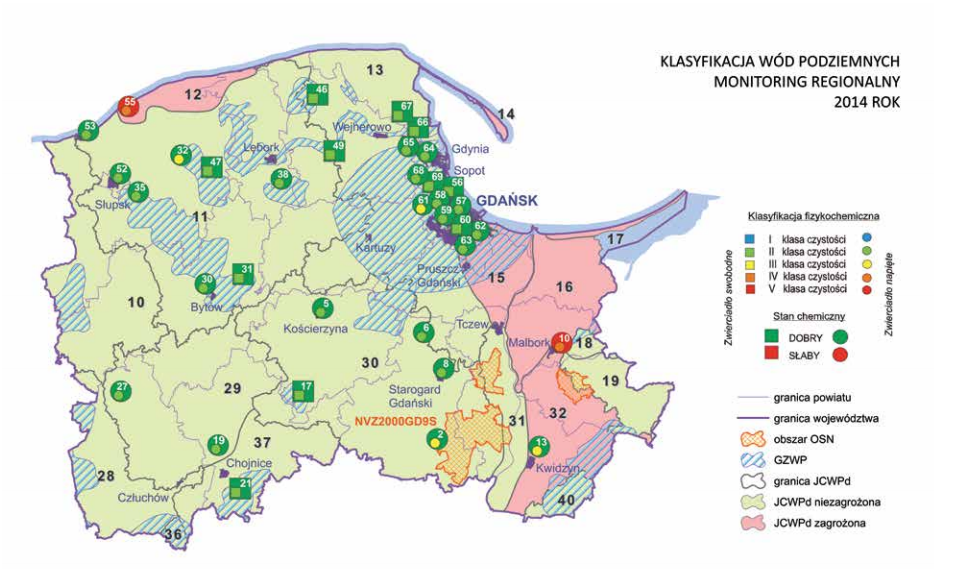 KLASYFIKACJA WÓD PODZIEMNYCH
MONITORING REGIONALNY
2014 ROK
13
46
55
12
14
67
66
53
Wejherowo
65
64
Gdynia
49
32
47
Lębork
52
38
68
69
56
Sopot
35
Słupsk
61
58
57
GDAŃSK
59
60
62
11
Kartuzy
63
17
Pruszcz
Gdański
15
16
31
30
Bytów
10
5
Kościerzyna
6
Tczew
Malbork
10
18
30
8
19
27
29
17
Starogard
Gdański
NVZ2000GD9S
31
32
2
13
19
37
Chojnice
Kwidzyn
28
21
Człuchów
40
36
Klasyfikacja fizykochemiczna
Zwierciadło swobodne
Zwierciadło napięte
I klasa czystości
II klasa czystości
III klasa czystości
IV klasa czystości
V klasa czystości
Stan chemiczny
DOBRY
SŁABY
granica powiatu
granica województwa
obszar OSN
GZWP
granica JCWPd
JCWPd niezagrożona
JCWPd zagrożona